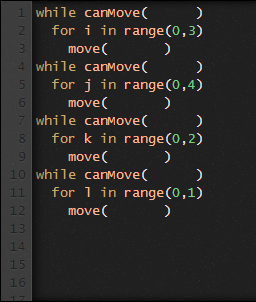 1 while canMove(      )
2   for i in range(0,3)
3     move(       )
4 while canMove(      )
5   for j in range(0,4)
6     move(       )
7 while canMove(      )
8   for k in range(0,2)
9     move(       )
10 while canMove(      )
11   for l in range(0,1)
12     move(       )
13
14
15
16